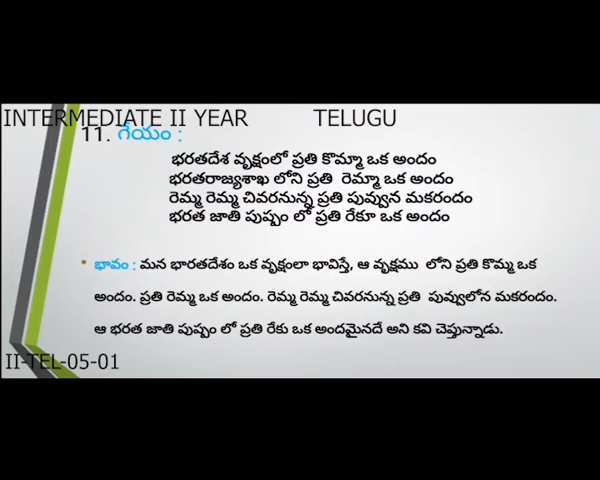 INTERMEDIATE II YEAR TELUGU
11. గేయం :
భరతదేశ వృక్షంలో ప్రతి కొమ్మా ఒక అందం
భరతరాజ్యశాఖ లోని ప్రతి రెమ్మా ఒక అందం
రెమ్మ రెమ్మ చివరనున్న ప్రతి పువ్వున మకరందం
భరత జాతి పుష్పం లో ప్రతి రేకూ ఒక అందం
• భావం : మన భారతదేశం ఒక వృక్షంలా భావిస్తే, ఆ వృక్షము లోని ప్రతి కొమ్మ ఒక
అందం. ప్రతి రెమ్మ ఒక అందం. రెమ్మ రెమ్మ చివరనున్న ప్రతి పువ్వులోన మకరందం.
ఆ భరత జాతి పుష్పం లో ప్రతి రేకు ఒక అందమైనదే అని కవి చెప్తున్నాడు.
II-TEL-05-01